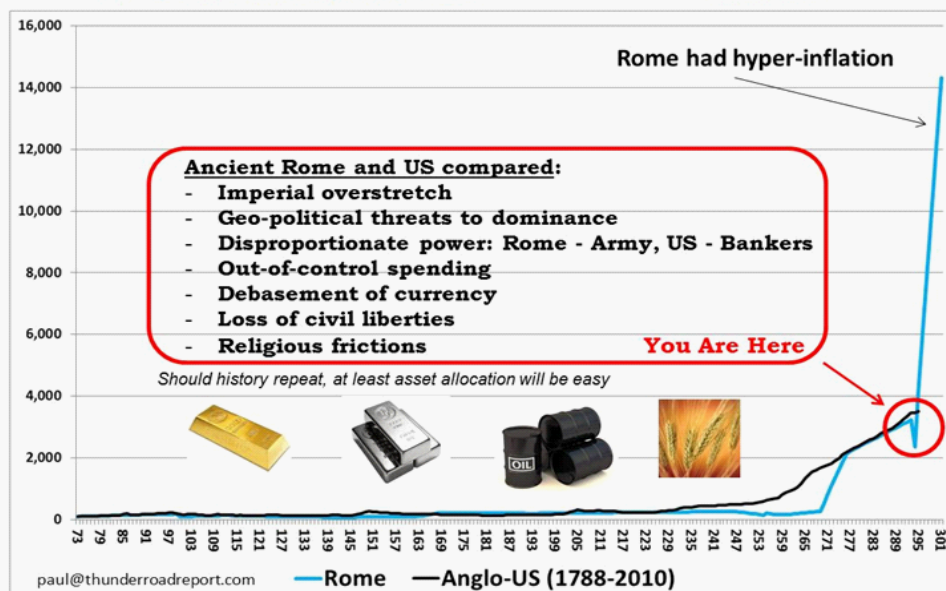 16,000
14,000
12,000
10,000
8,000
6,000
4,000
2,000
0
Rome had hyper-inflation
Ancient Rome and US compared:
- Imperial overstretch
- Geo-political threats to dominance
- Disproportionate power: Rome - Army, US - Bankers
- Out-of-control spending
- Debasement of currency
- Loss of civil liberties
- Religious frictions
You Are Here
Should history repeat, at least asset allocation will be easy
OIL
73 79 85 91 97 103 109 115 121 127 133 139 145 151 157 163 169 175 181 187 193 199 205 211 217 223 229 235 241 247 253 259 265 271 277 283 289 295 301
paul@thunderroadreport.com
Rome
Anglo-US (1788-2010)